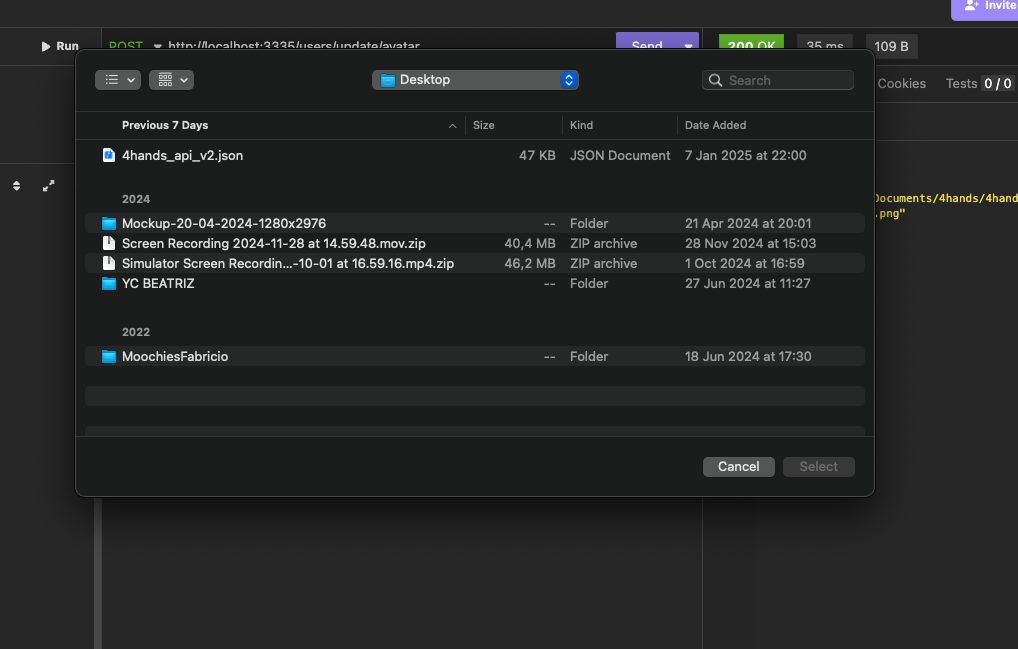 Invite
Run
POST http://localhost:3335/users/update/avatar
Send
200 OK
35 ms
109 B
Desktop
Search
Cookies
Tests 0 / 0
Previous 7 Days Size Kind Date Added
4hands_api_v2.json 47 KB JSON Document 7 Jan 2025 at 22:00
2024
Mockup-20-04-2024-1280x2976 -- Folder 21 Apr 2024 at 20:01
Screen Recording 2024-11-28 at 14.59.48.mov.zip 40,4 MB ZIP archive 28 Nov 2024 at 15:03
Simulator Screen Recordin...-10-01 at 16.59.16.mp4.zip 46,2 MB ZIP archive 1 Oct 2024 at 16:59
YC BEATRIZ -- Folder 27 Jun 2024 at 11:27
2022
MoochiesFabricio -- Folder 18 Jun 2024 at 17:30
Documents/4hands/4hand
.png"
Cancel
Select